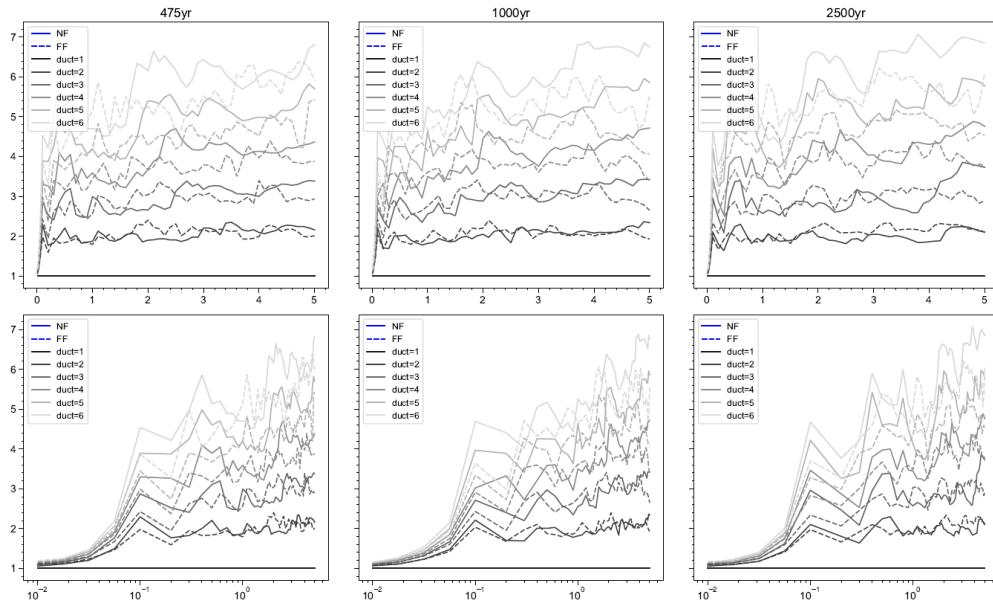 475yr
1000yr
2500yr
7
6
5
4
3
2
1
NF
FF
duct=1
duct=2
duct=3
duct=4
duct=5
duct=6
0 1 2 3 4 5
NF
FF
duct=1
duct=2
duct=3
duct=4
duct=5
duct=6
0 1 2 3 4 5
NF
FF
duct=1
duct=2
duct=3
duct=4
duct=5
duct=6
0 1 2 3 4 5
7
6
5
4
3
2
1
NF
FF
duct=1
duct=2
duct=3
duct=4
duct=5
duct=6
10⁻² 10⁻¹ 10⁰
NF
FF
duct=1
duct=2
duct=3
duct=4
duct=5
duct=6
10⁻² 10⁻¹ 10⁰
NF
FF
duct=1
duct=2
duct=3
duct=4
duct=5
duct=6
10⁻² 10⁻¹ 10⁰